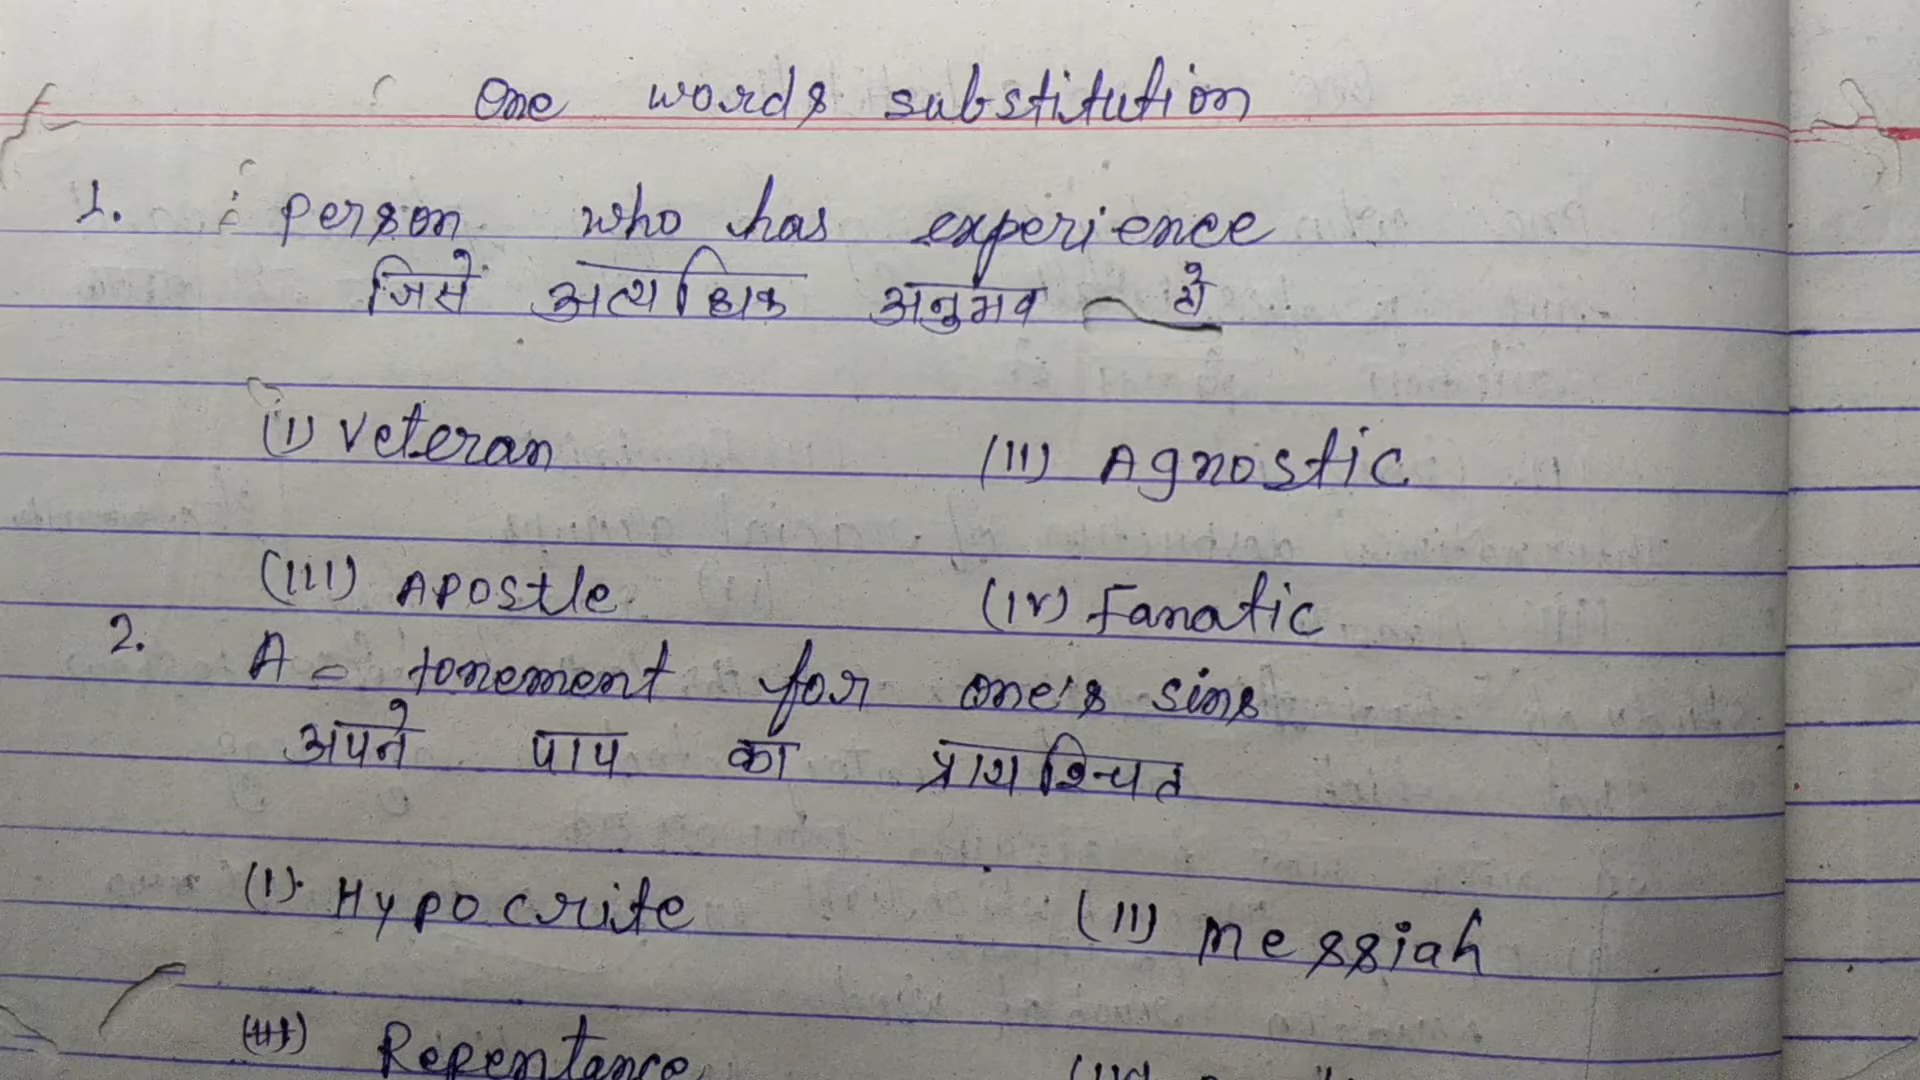 One words substitution
1. person who has experience
जिसे अत्यधिक अनुभव हो
(I) Veteran (II) Agnostic
(III) Apostle (IV) Fanatic
2. A - tonement for one's sins
अपने पाप का प्रायश्चित
(I). Hypocrite (II) Messiah
(III) Repentance